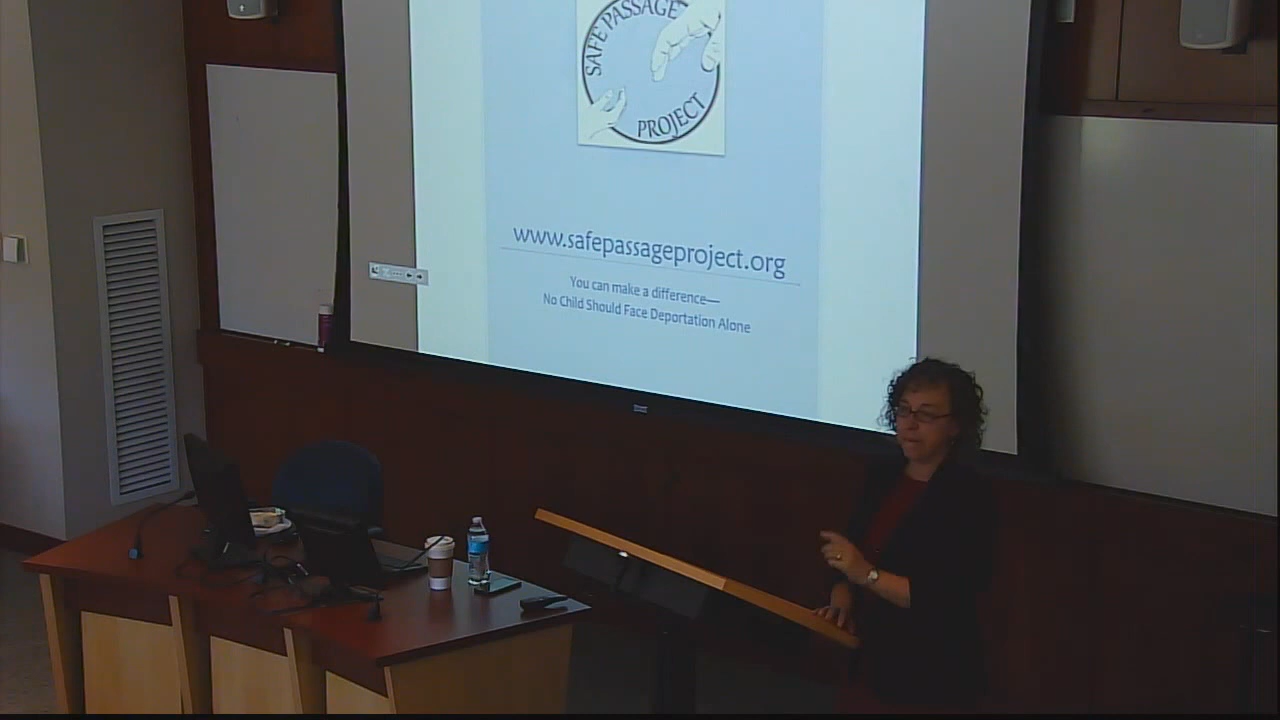 SAFE PASSAGE
PROJECT
www.safepassageproject.org
You can make a difference—
No Child Should Face Deportation Alone